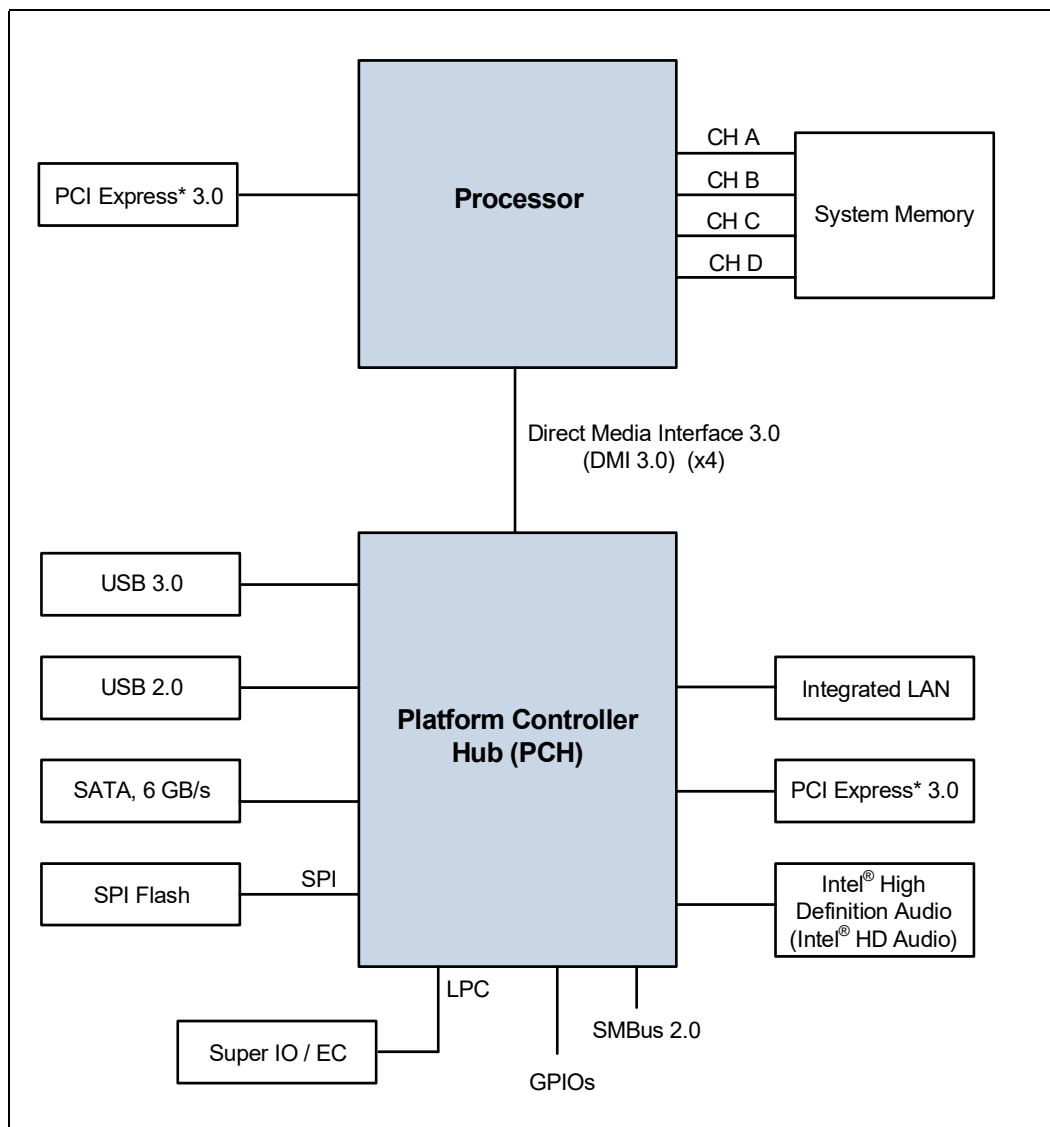 CH A
CH B
PCI Express* 3.0
Processor
System Memory
CH C
CH D
Direct Media Interface 3.0
(DMI 3.0) (x4)
USB 3.0
USB 2.0
Integrated LAN
Platform Controller
Hub (PCH)
SATA, 6 GB/s
PCI Express* 3.0
SPI Flash
SPI
Intel® High
Definition Audio
(Intel® HD Audio)
LPC
SMBus 2.0
Super IO / EC
GPIOs